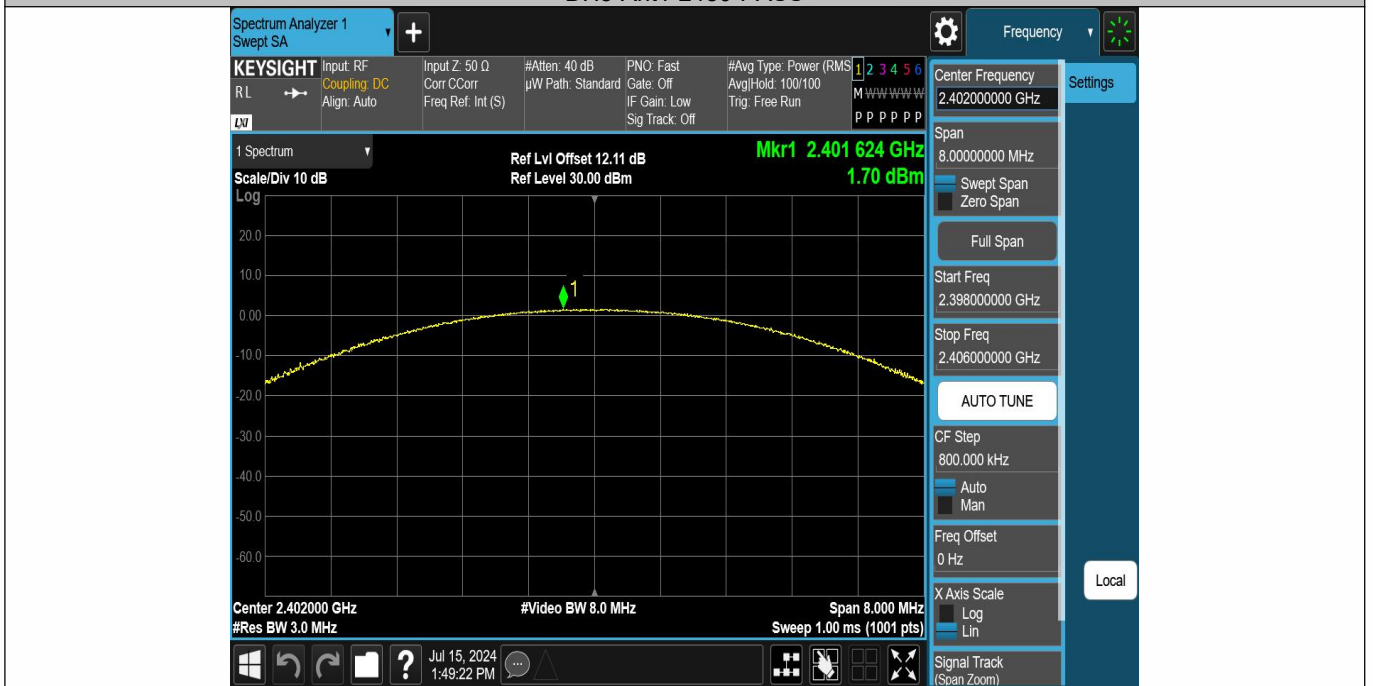 Spectrum Analyzer 1
Swept SA
Frequency
KEYSIGHT
RL
LXI
Input: RF
Coupling: DC
Align: Auto
Input Z: 50 Ω
Corr CCorr
Freq Ref: Int (S)
#Atten: 40 dB
µW Path: Standard
PNO: Fast
Gate: Off
IF Gain: Low
Sig Track: Off
#Avg Type: Power (RMS
Avg|Hold: 100/100
Trig: Free Run
1 2 3 4 5 6
M W W W W W
P P P P P P
Settings
1 Spectrum
Scale/Div 10 dB
Log
Ref Lvl Offset 12.11 dB
Ref Level 30.00 dBm
Mkr1 2.401 624 GHz
1.70 dBm
20.0
10.0
1
0.00
-10.0
-20.0
-30.0
-40.0
-50.0
-60.0
Center 2.402000 GHz
#Res BW 3.0 MHz
#Video BW 8.0 MHz
Span 8.000 MHz
Sweep 1.00 ms (1001 pts)
Center Frequency
2.402000000 GHz
Span
8.00000000 MHz
Swept Span
Zero Span
Full Span
Start Freq
2.398000000 GHz
Stop Freq
2.406000000 GHz
AUTO TUNE
CF Step
800.000 kHz
Auto
Man
Freq Offset
0 Hz
X Axis Scale
Log
Lin
Signal Track
(Span Zoom)
Local
Jul 15, 2024
1:49:22 PM